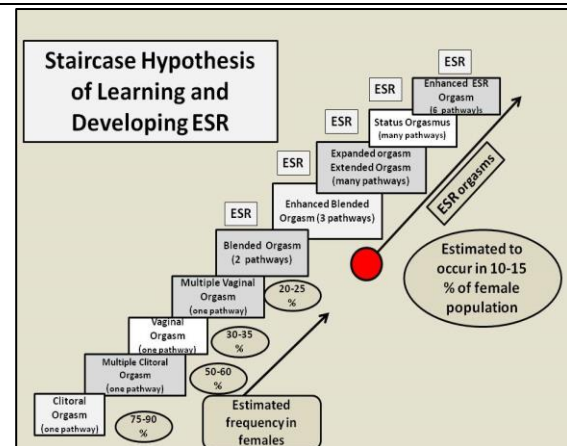 Staircase Hypothesis
of Learning and
Developing ESR
ESR
Enhanced ESR
Orgasm
(6 pathway)s
ESR
Status Orgasmus
(many pathways)
ESR
Expanded orgasm
Extended Orgasm
(many pathways)
ESR
Enhanced Blended
Orgasm (3 pathways)
ESR
Blended Orgasm
(2 pathways)
Multiple Vaginal
Orgasm
(one pathway)
20-25
%
Vaginal
Orgasm
(one pathway)
30-35
%
Multiple Clitoral
Orgasm
(one pathway)
50-60
%
Clitoral
Orgasm
(one pathway)
75-90
%
Estimated
frequency in
females
ESR orgasms
Estimated to
occur in 10-15
% of female
population